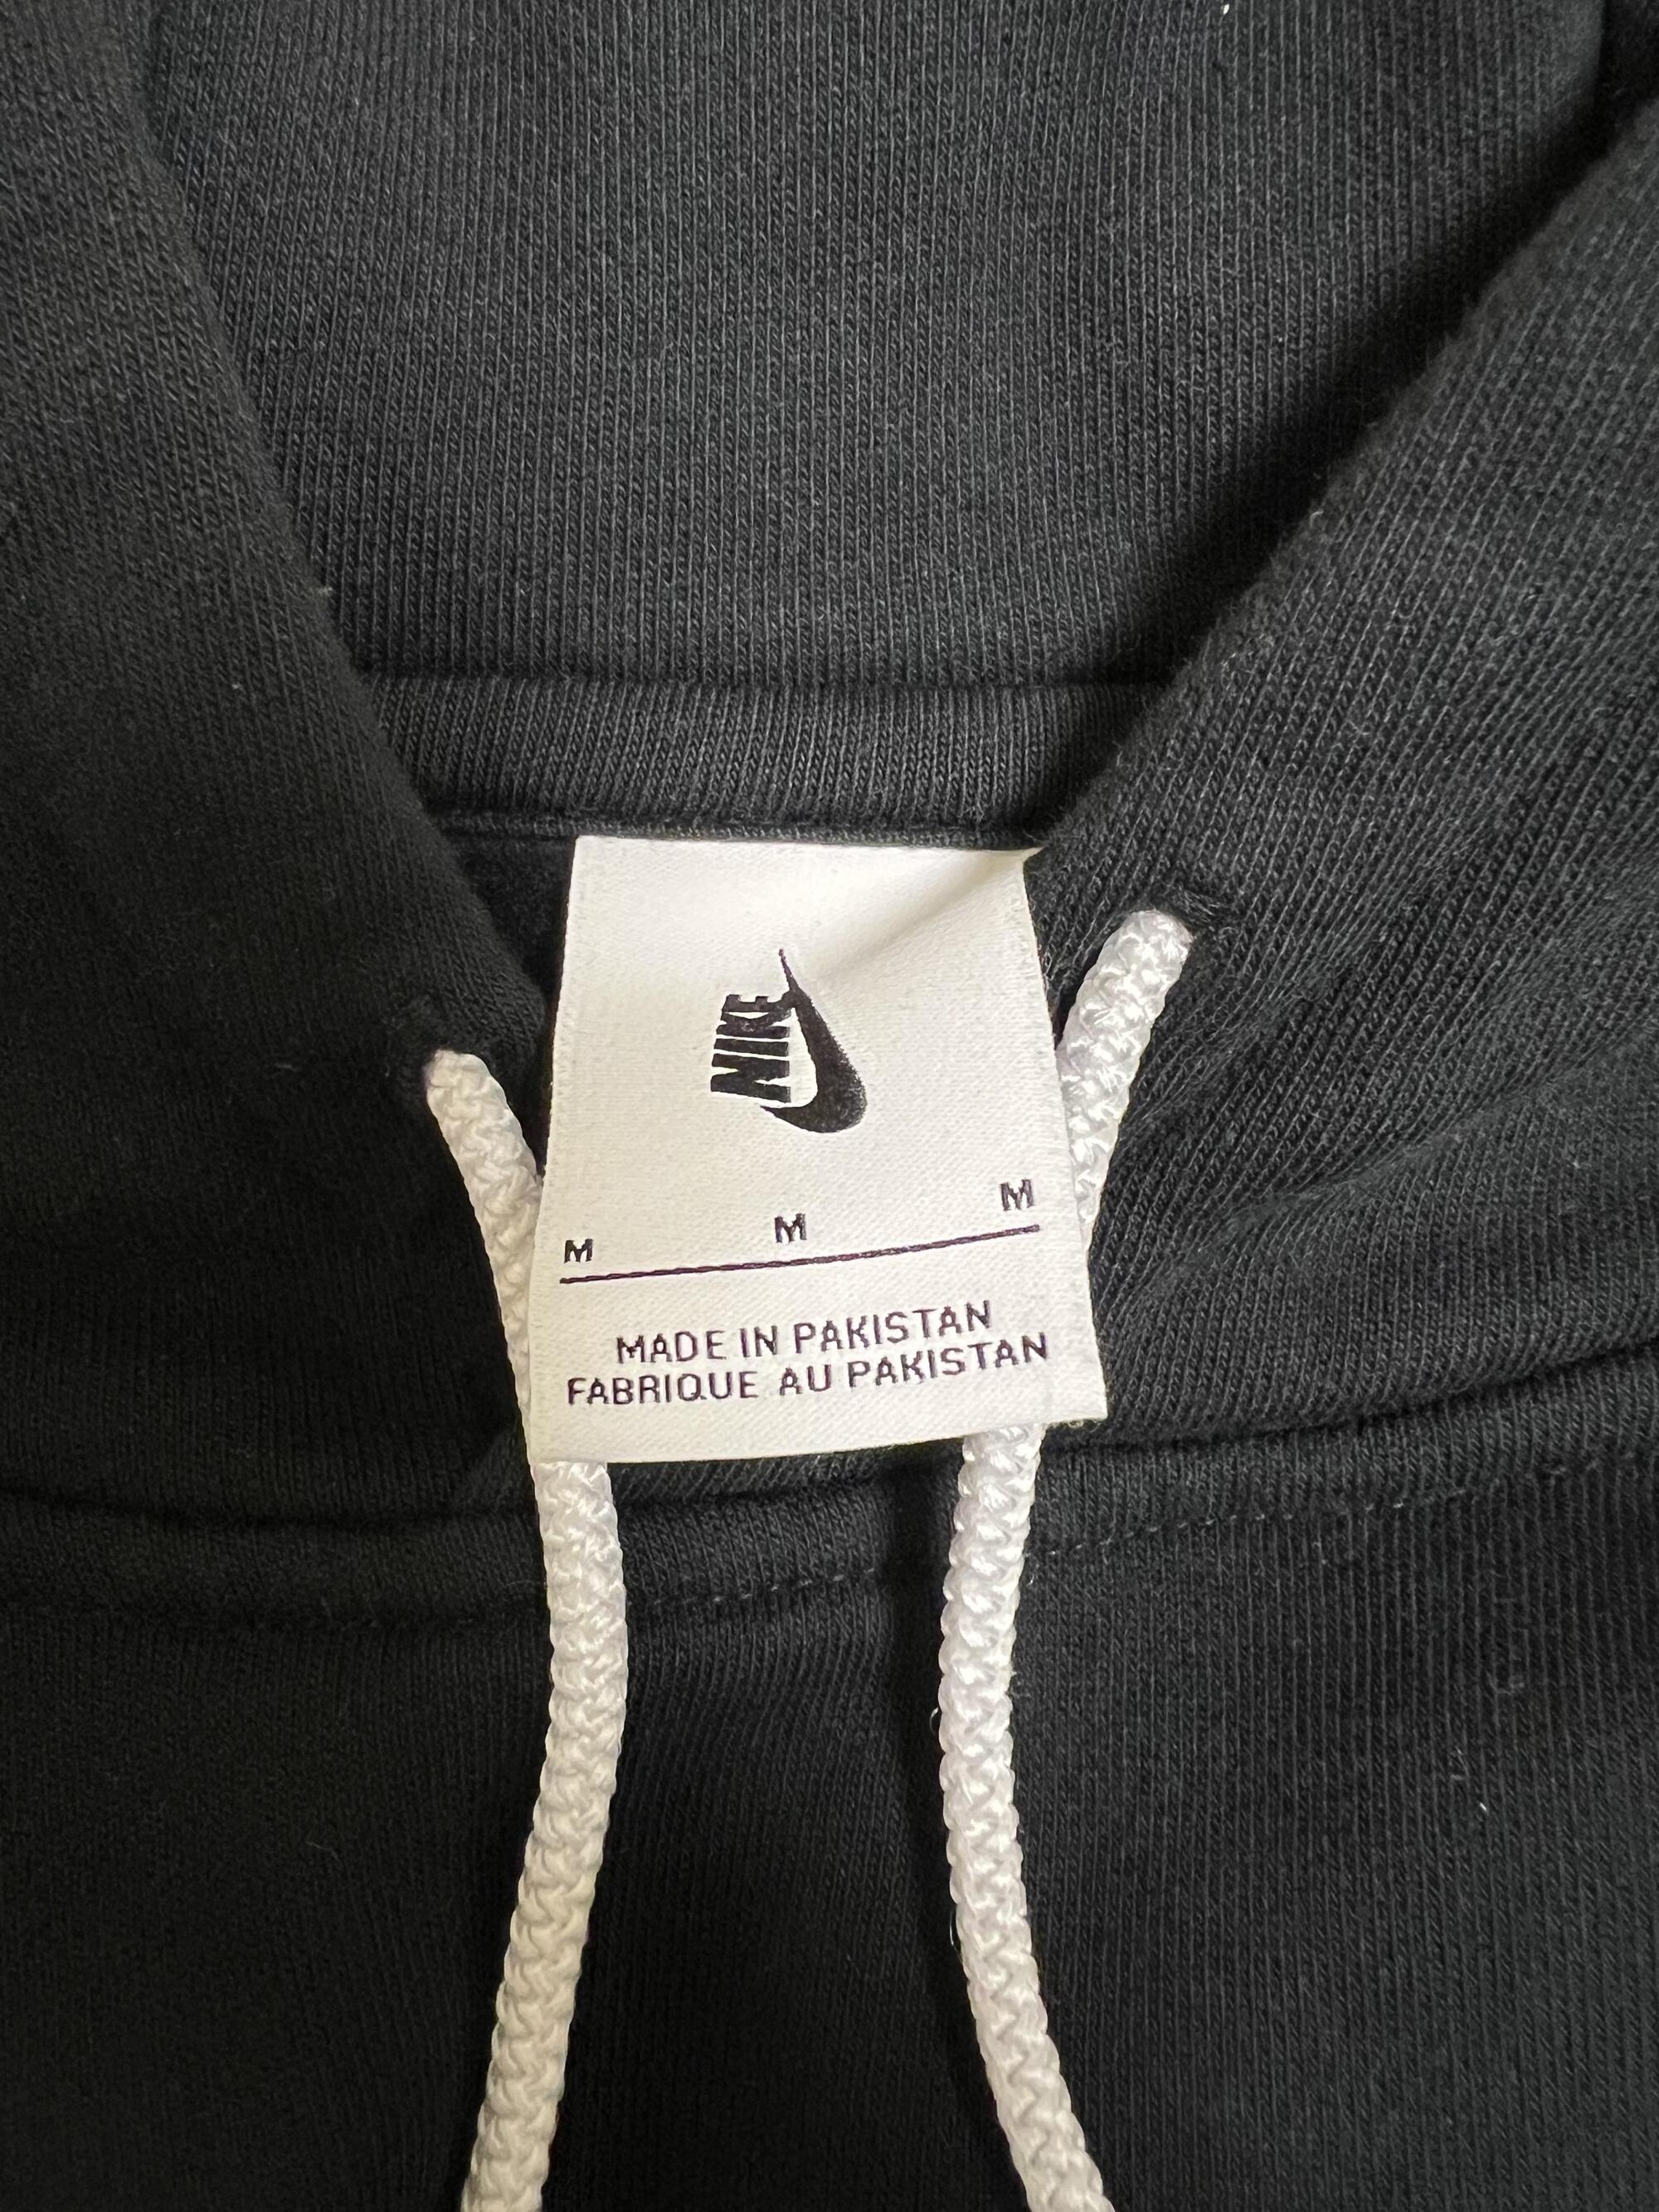 NIKE
M M M
MADE IN PAKISTAN
FABRIQUE AU PAKISTAN